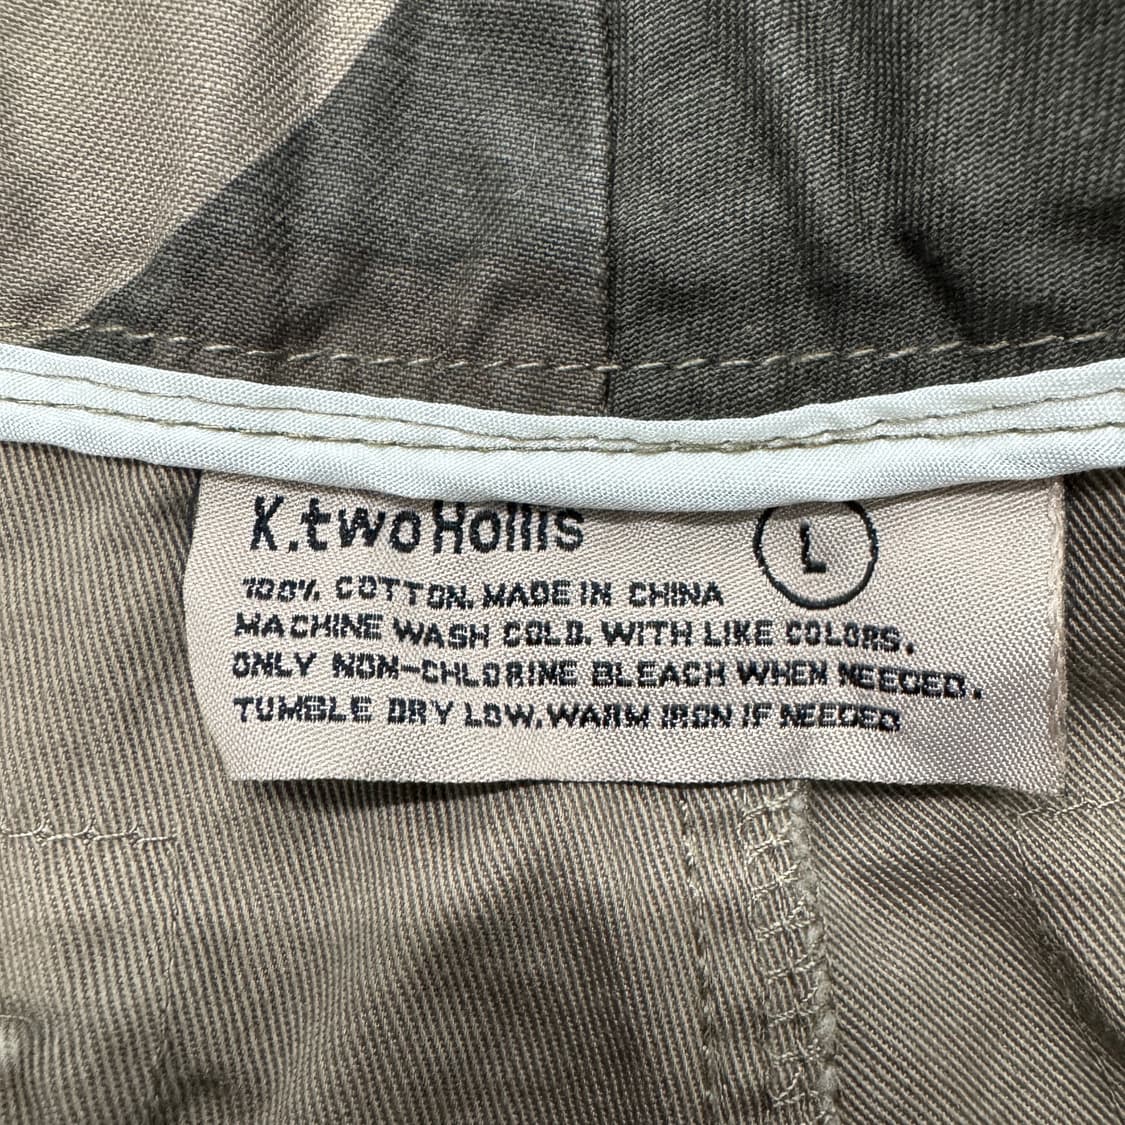 K.twoHollis L
100% COTTON. MADE IN CHINA
MACHINE WASH COLD. WITH LIKE COLORS.
ONLY NON-CHLORINE BLEACH WHEN NEEDED.
TUMBLE DRY LOW. WARM IRON IF NEEDED